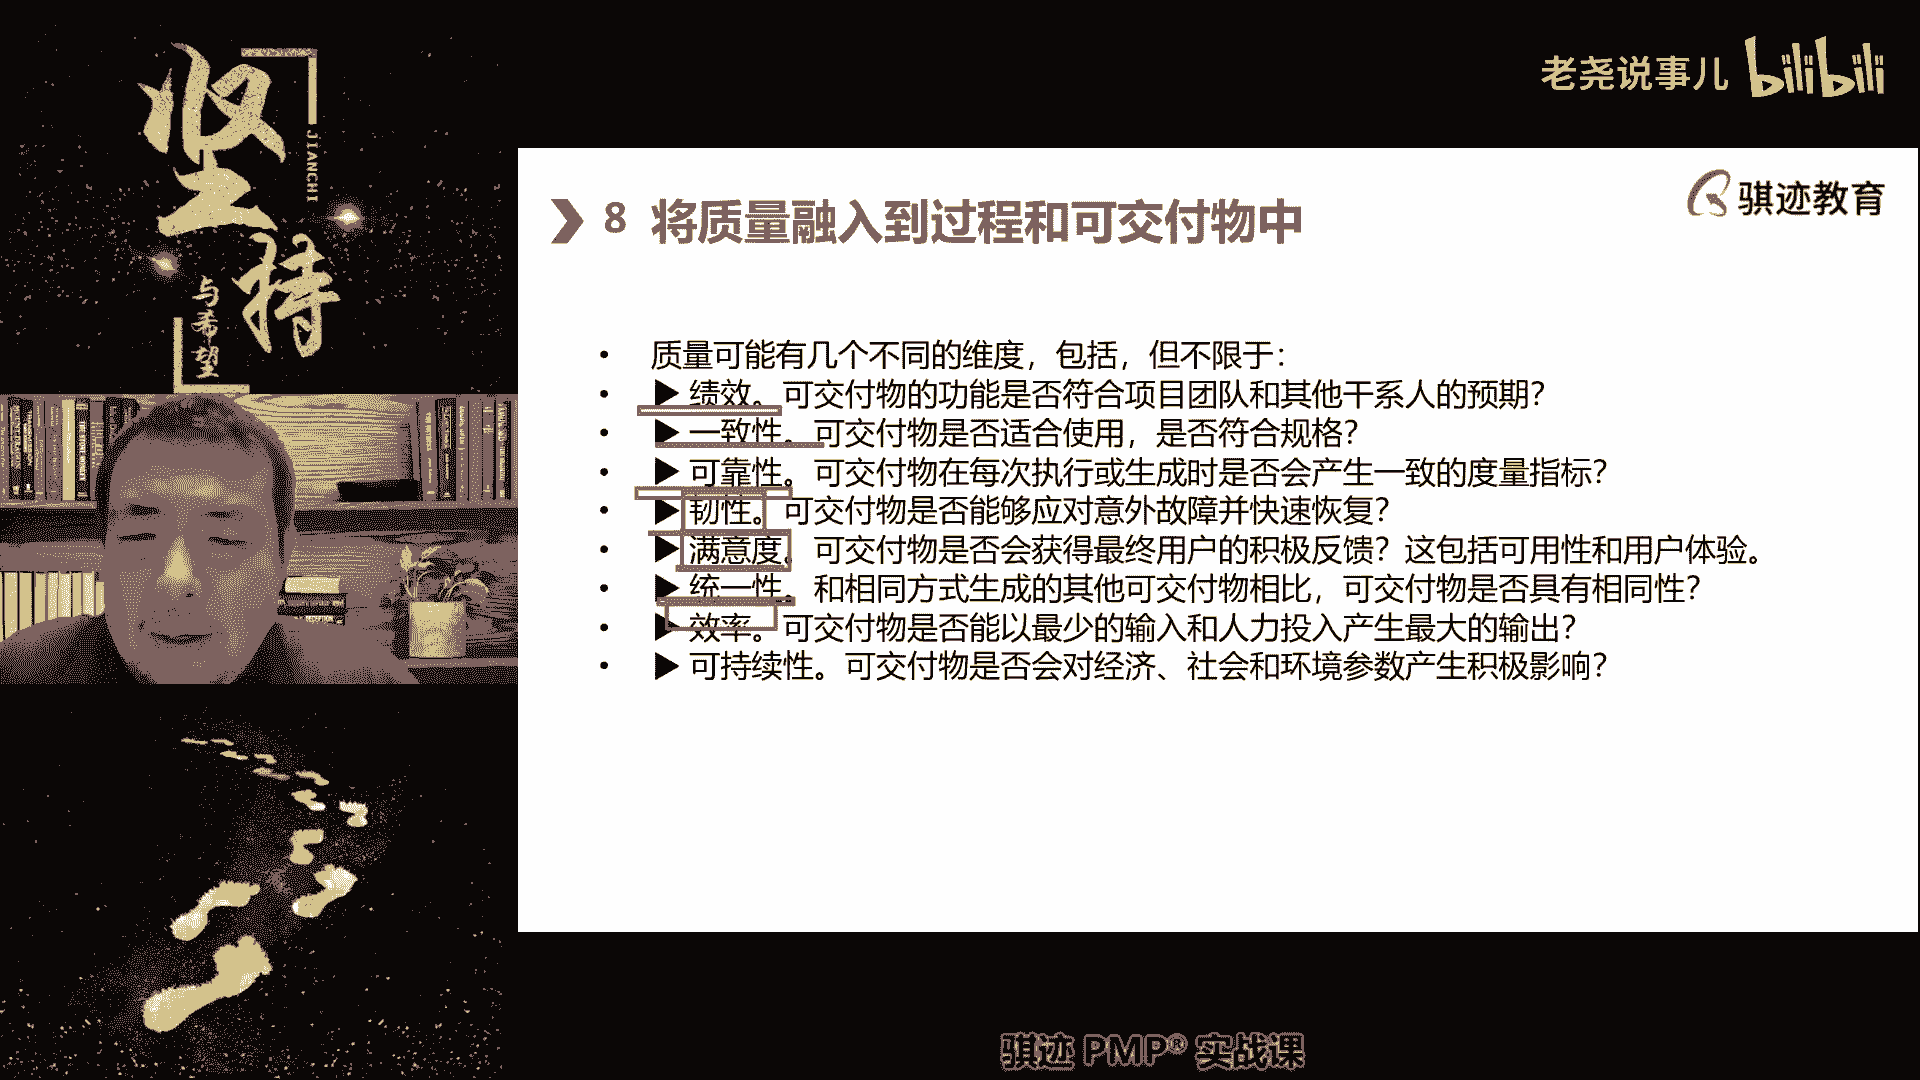 坚持
JIANCHI
与希望
老尧说事儿 bilibili
骐迹教育
8 将质量融入到过程和可交付物中
• 质量可能有几个不同的维度，包括，但不限于：
• ▶ 绩效。可交付物的功能是否符合项目团队和其他干系人的预期？
• ▶ 一致性。可交付物是否适合使用，是否符合规格？
• ▶ 可靠性。可交付物在每次执行或生成时是否会产生一致的度量指标？
• ▶ 韧性。可交付物是否能够应对意外故障并快速恢复？
• ▶ 满意度。可交付物是否会获得最终用户的积极反馈？这包括可用性和用户体验。
• ▶ 统一性。和相同方式生成的其他可交付物相比，可交付物是否具有相同性？
• ▶ 效率。可交付物是否能以最少的输入和人力投入产生最大的输出？
• ▶ 可持续性。可交付物是否会对经济、社会和环境参数产生积极影响？
骐迹 PMP® 实战课